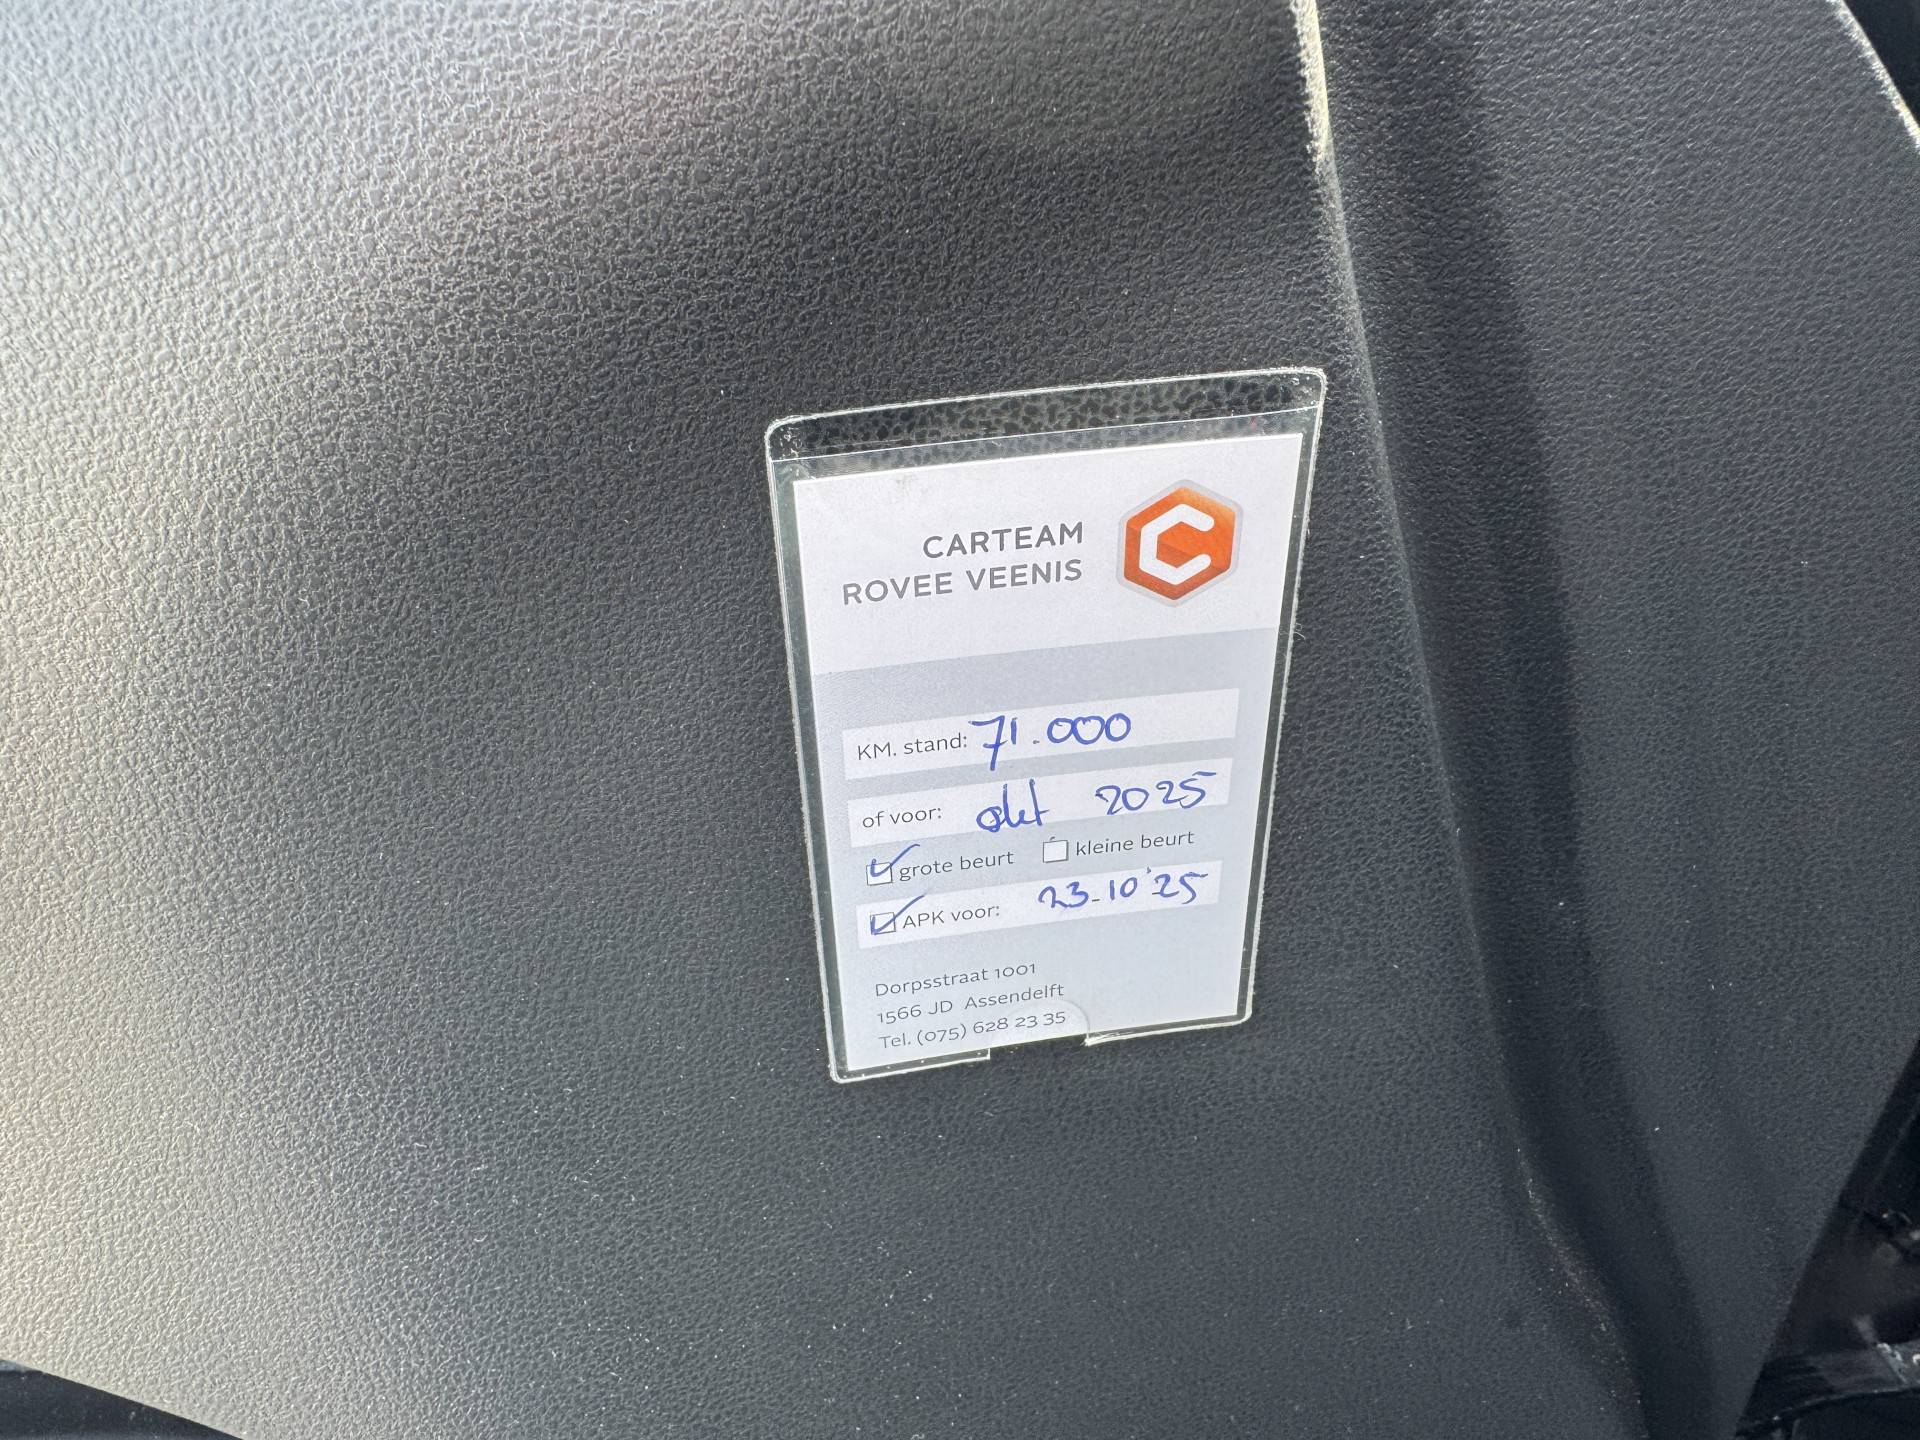 CARTEAM
ROVEE VEENIS
KM. stand: 71.000
of voor: okt 2025
grote beurt kleine beurt
APK voor: 23-10'25
Dorpsstraat 1001
1566 JD Assendelft
Tel. (075) 628 23 35